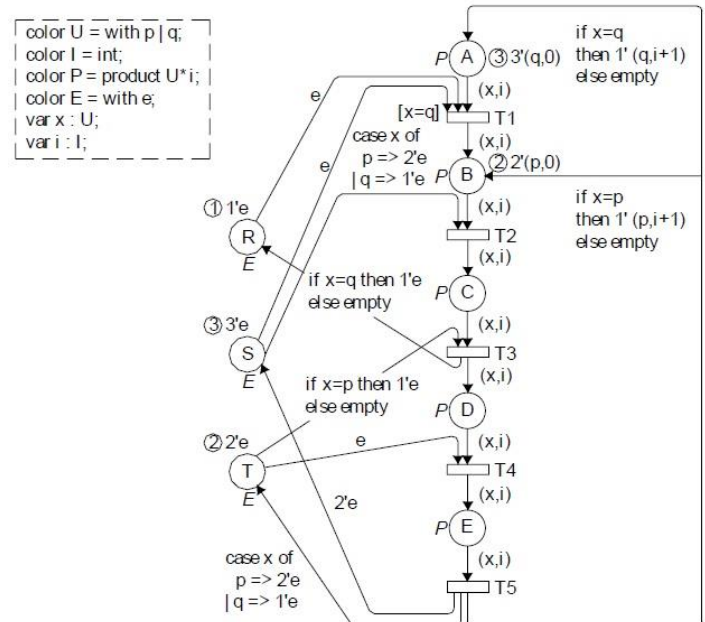 color U = with p | q;
color I = int;
color P = product U* i;
color E = with e;
var x : U;
var i : I;
if x=q
then 1' (q,i+1)
else empty
P
A
3 3'(q,0)
(x,i)
e
[x=q]
T1
(x,i)
e
case x of
p => 2'e
| q => 1'e
P
B
2 2'(p,0)
(x,i)
if x=p
then 1' (p,i+1)
else empty
1 1'e
R
E
T2
(x,i)
if x=q then 1'e
else empty
P
C
(x,i)
3 3'e
S
E
T3
(x,i)
if x=p then 1'e
else empty
P
D
(x,i)
2 2'e
T
E
e
T4
(x,i)
2'e
P
E
(x,i)
case x of
p => 2'e
| q => 1'e
T5